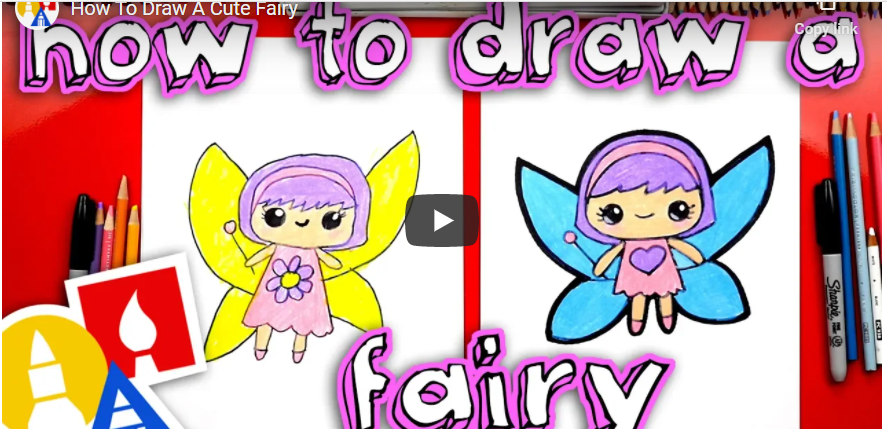 How To Draw A Cute Fairy
Copy link
how to draw a
fairy
Sharpie